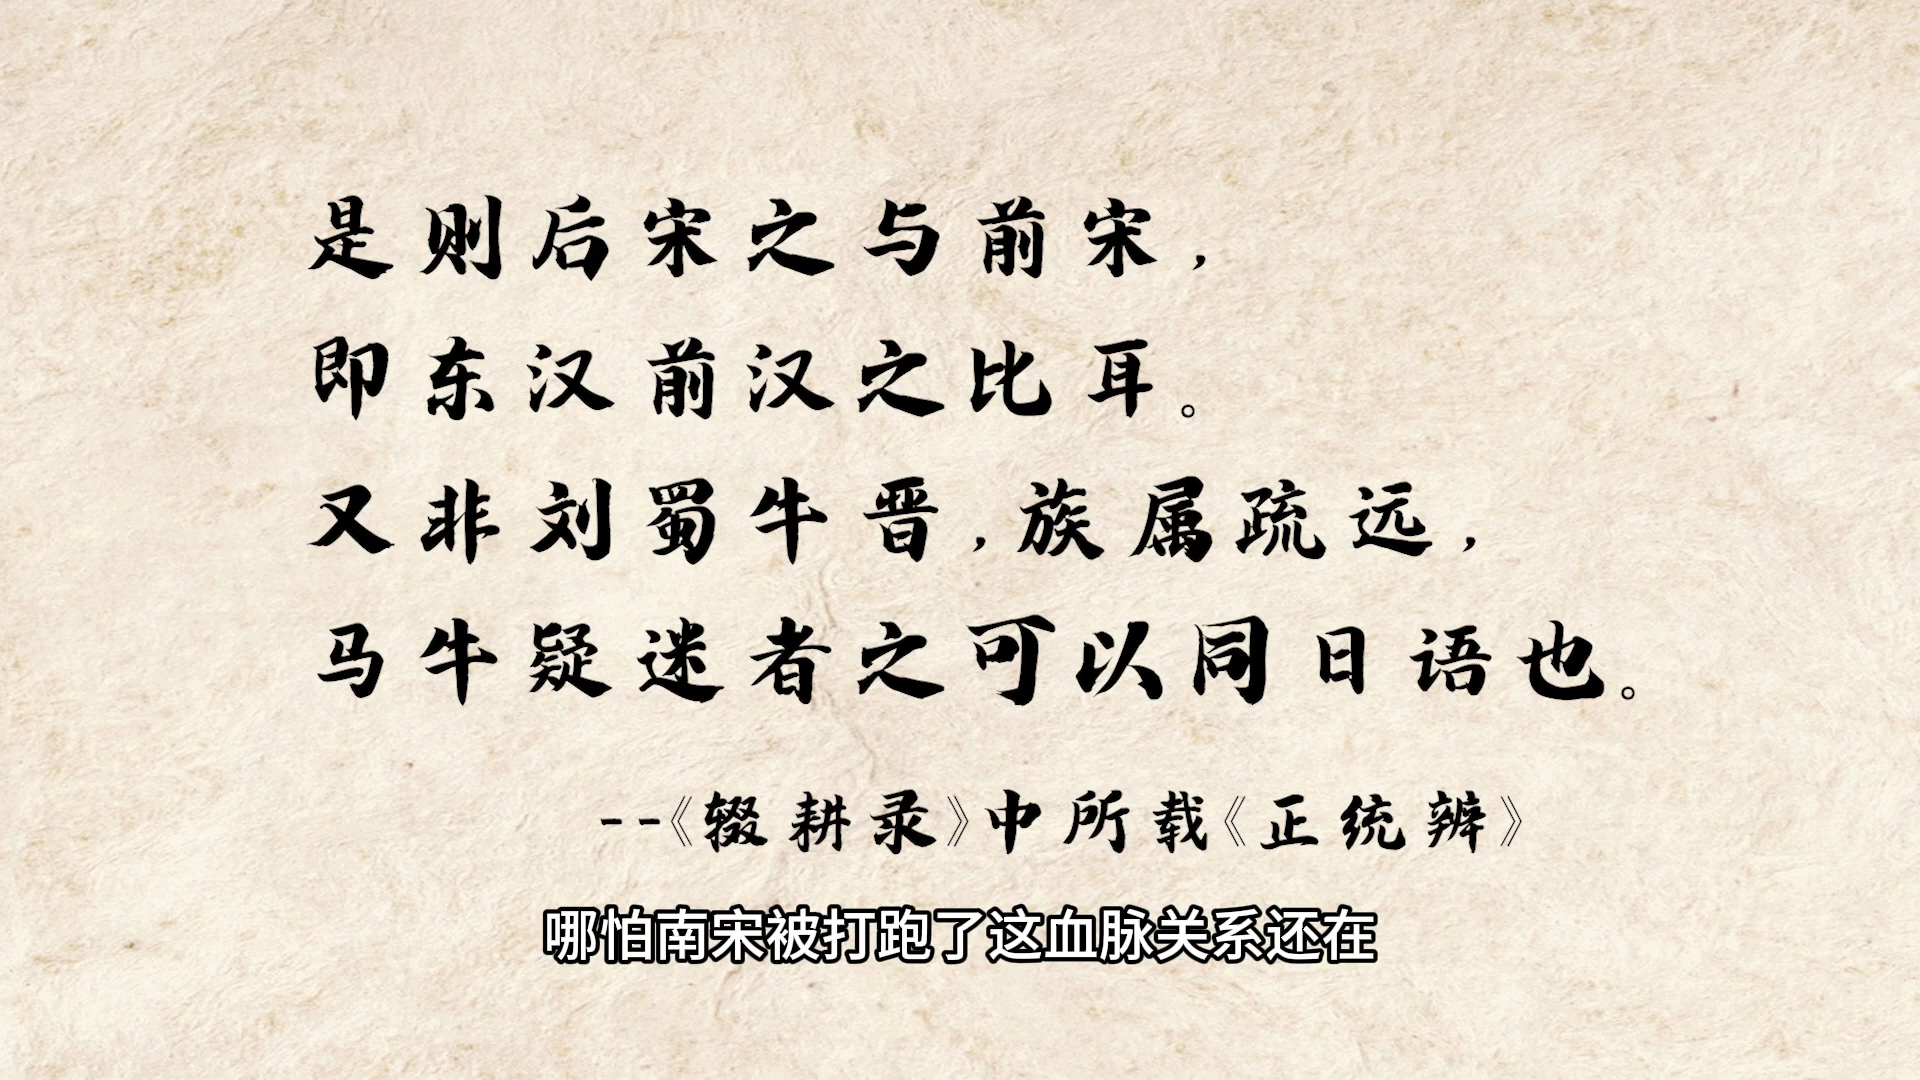 是则后宋之与前宋，
即东汉前汉之比耳。
又非刘蜀牛晋，族属疏远，
马牛疑迷者之可以同日语也。
--《辍耕录》中所载《正统辨》
哪怕南宋被打跑了这血脉关系还在